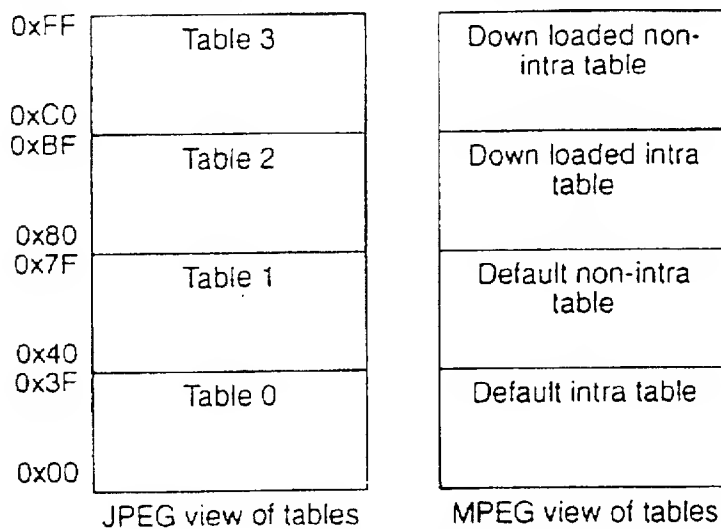 0xFF
Table 3
0xC0
0xBF
Table 2
0x80
0x7F
Table 1
0x40
0x3F
Table 0
0x00
JPEG view of tables
Down loaded non-
intra table
Down loaded intra
table
Default non-intra
table
Default intra table
MPEG view of tables